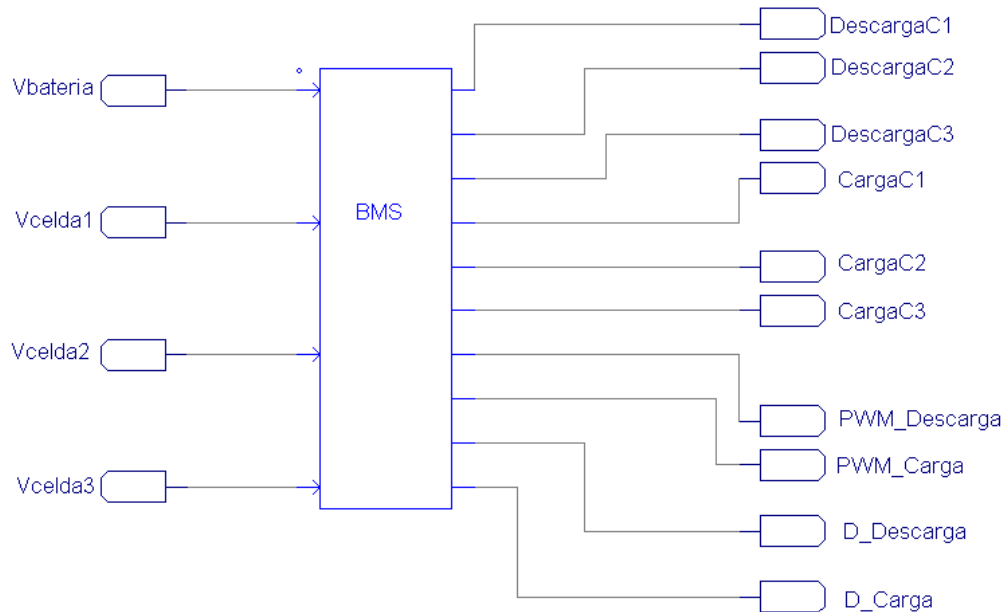 Vbateria
Vcelda1
Vcelda2
Vcelda3
BMS
DescargaC1
DescargaC2
DescargaC3
CargaC1
CargaC2
CargaC3
PWM_Descarga
PWM_Carga
D_Descarga
D_Carga